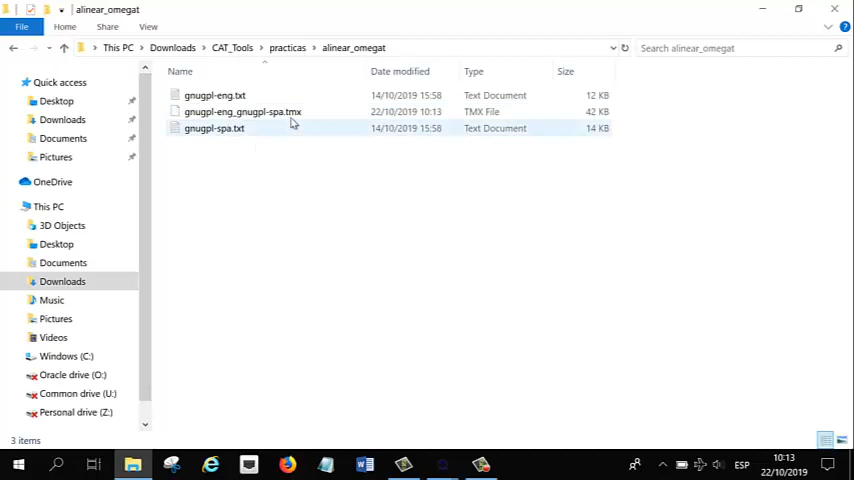 alinear_omegat
File
Home
Share
View
This PC
Downloads
CAT_Tools
practicas
alinear_omegat
Search alinear_omegat
Name
Date modified
Type
Size
gnugpl-eng.txt
14/10/2019 15:58
Text Document
12 KB
gnugpl-eng_gnugpl-spa.tmx
22/10/2019 10:13
TMX File
42 KB
gnugpl-spa.txt
14/10/2019 15:58
Text Document
14 KB
Quick access
Desktop
Downloads
Documents
Pictures
OneDrive
This PC
3D Objects
Desktop
Documents
Downloads
Music
Pictures
Videos
Windows (C:)
Oracle drive (O:)
Common drive (U:)
Personal drive (Z:)
3 items
ESP
10:13
22/10/2019